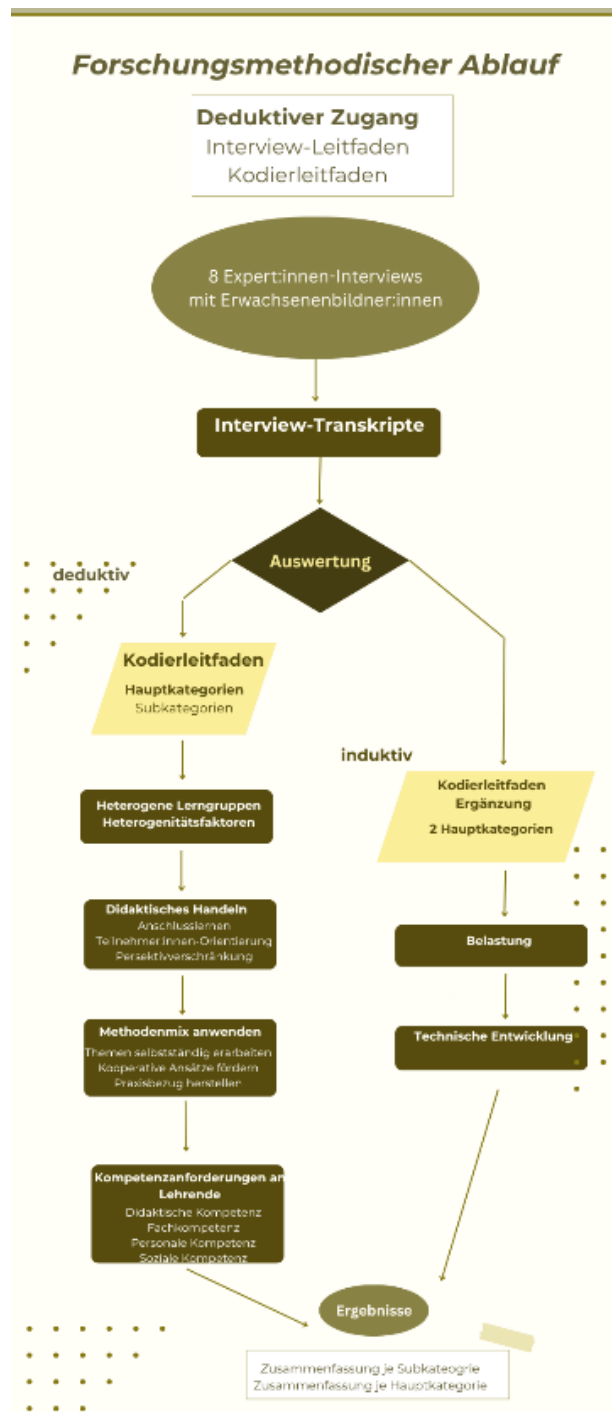 Forschungsmethodischer Ablauf
Deduktiver Zugang
Interview-Leitfaden
Kodierleitfaden
8 Expert:innen-Interviews
mit Erwachsenenbildner:innen
Interview-Transkripte
Auswertung
deduktiv
Kodierleitfaden
Hauptkategorien
Subkategorien
Heterogene Lerngruppen
Heterogenitätsfaktoren
Didaktisches Handeln
Anschlusslernen
Teilnehmer:innen-Orientierung
Persektivverschränkung
Methodenmix anwenden
Themen selbstständig erarbeiten
Kooperative Ansätze fördern
Praxisbezug herstellen
Kompetenzanforderungen an
Lehrende
Didaktische Kompetenz
Fachkompetenz
Personale Kompetenz
Soziale Kompetenz
induktiv
Kodierleitfaden
Ergänzung
2 Hauptkategorien
Belastung
Technische Entwicklung
Ergebnisse
Zusammenfassung je Subkateogrie
Zusammenfassung je Hauptkategorie